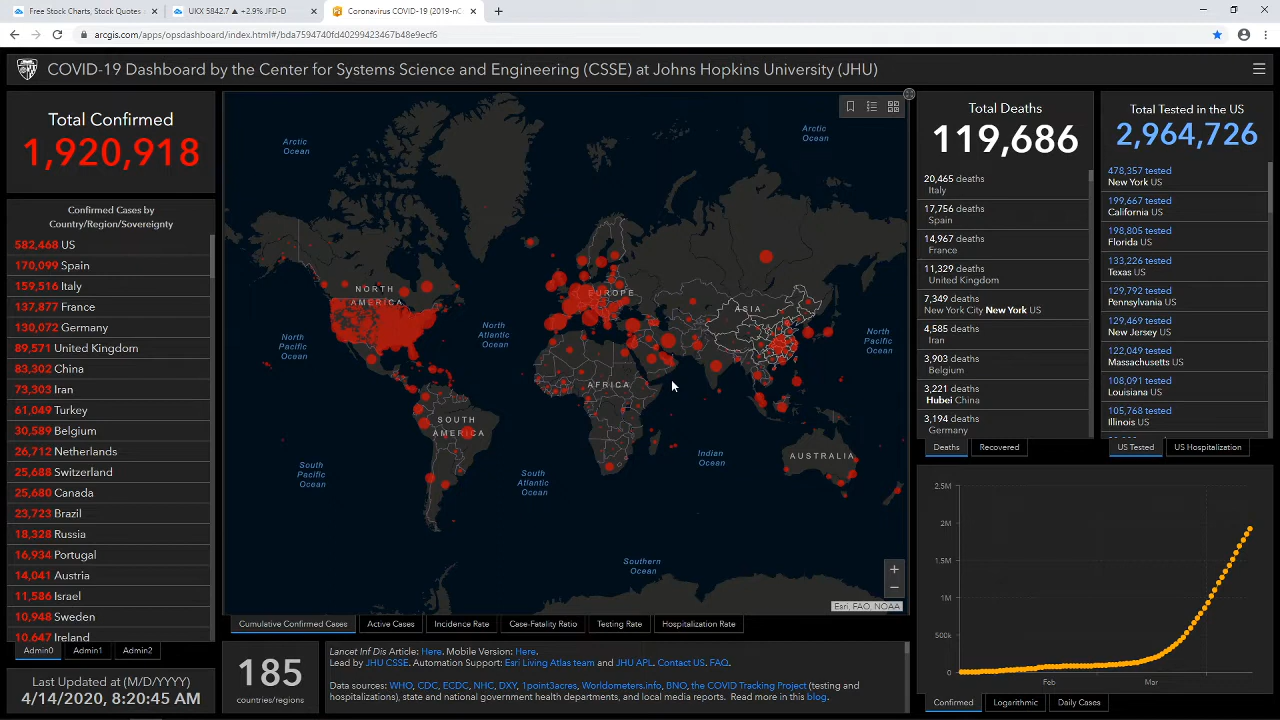 Free Stock Charts, Stock Quotes
UKX 5842.7 ▲ +2.9% JFD-D
Coronavirus COVID-19 (2019-nC
arcgis.com/apps/opsdashboard/index.html#/bda7594740fd40299423467b48e9ecf6
COVID-19 Dashboard by the Center for Systems Science and Engineering (CSSE) at Johns Hopkins University (JHU)
Total Confirmed
1,920,918
Confirmed Cases by
Country/Region/Sovereignty
582,468 US
170,099 Spain
159,516 Italy
137,877 France
130,072 Germany
89,571 United Kingdom
83,302 China
73,303 Iran
61,049 Turkey
30,589 Belgium
26,712 Netherlands
25,688 Switzerland
25,680 Canada
23,723 Brazil
18,328 Russia
16,934 Portugal
14,041 Austria
11,586 Israel
10,948 Sweden
10,647 Ireland
Admin0 Admin1 Admin2
Last Updated at (M/D/YYYY)
4/14/2020, 8:20:45 AM
Arctic
Ocean
Arctic
Ocean
NORTH
AMERICA
EUROPE
ASIA
North
Pacific
Ocean
North
Atlantic
Ocean
North
Pacific
Ocean
AFRICA
SOUTH
AMERICA
Indian
Ocean
AUSTRALIA
South
Pacific
Ocean
South
Atlantic
Ocean
Southern
Ocean
Esri, FAO, NOAA
Cumulative Confirmed Cases Active Cases Incidence Rate Case-Fatality Ratio Testing Rate Hospitalization Rate
185
countries/regions
Lancet Inf Dis Article: Here. Mobile Version: Here.
Lead by JHU CSSE. Automation Support: Esri Living Atlas team and JHU APL. Contact US. FAQ.
Data sources: WHO, CDC, ECDC, NHC, DXY, 1point3acres, Worldometers.info, BNO, the COVID Tracking Project (testing and
hospitalizations), state and national government health departments, and local media reports. Read more in this blog.
Total Deaths
119,686
20,465 deaths
Italy
17,756 deaths
Spain
14,967 deaths
France
11,329 deaths
United Kingdom
7,349 deaths
New York City New York US
4,585 deaths
Iran
3,903 deaths
Belgium
3,221 deaths
Hubei China
3,194 deaths
Germany
Deaths Recovered
Total Tested in the US
2,964,726
478,357 tested
New York US
199,667 tested
California US
198,805 tested
Florida US
133,226 tested
Texas US
129,792 tested
Pennsylvania US
129,469 tested
New Jersey US
122,049 tested
Massachusetts US
108,091 tested
Louisiana US
105,768 tested
Illinois US
US Tested US Hospitalization
2.5M
2M
1.5M
1M
500k
0
Feb Mar
Confirmed Logarithmic Daily Cases